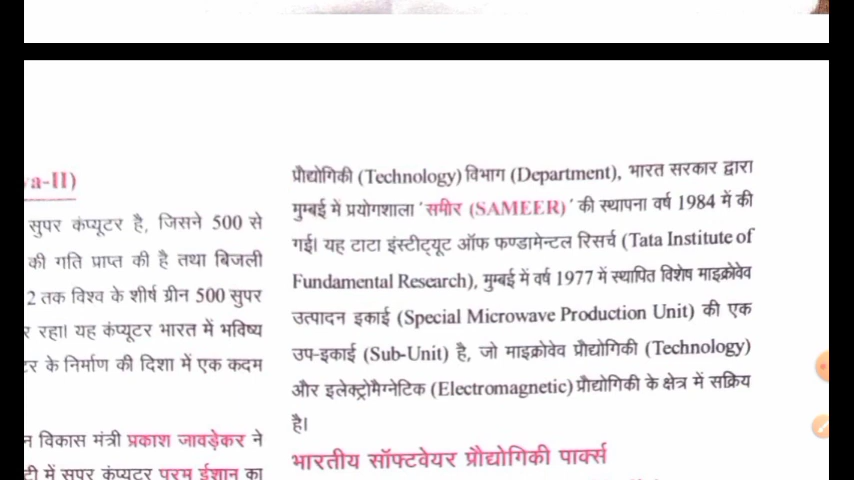 a-II)
सुपर कंप्यूटर है, जिसने 500 से
की गति प्राप्त की है तथा बिजली
2 तक विश्व के शीर्ष ग्रीन 500 सुपर
रहा। यह कंप्यूटर भारत में भविष्य
के निर्माण की दिशा में एक कदम
विकास मंत्री प्रकाश जावड़ेकर ने
में सुपर कंप्यूटर परम ईशान का
प्रौद्योगिकी (Technology) विभाग (Department), भारत सरकार द्वारा
मुम्बई में प्रयोगशाला 'समीर (SAMEER)' की स्थापना वर्ष 1984 में की
गई। यह टाटा इंस्टीट्यूट ऑफ फण्डामेन्टल रिसर्च (Tata Institute of
Fundamental Research), मुम्बई में वर्ष 1977 में स्थापित विशेष माइक्रोवेव
उत्पादन इकाई (Special Microwave Production Unit) की एक
उप-इकाई (Sub-Unit) है, जो माइक्रोवेव प्रौद्योगिकी (Technology)
और इलेक्ट्रोमैग्नेटिक (Electromagnetic) प्रौद्योगिकी के क्षेत्र में सक्रिय
है।
भारतीय सॉफ्टवेयर प्रौद्योगिकी पार्क्स